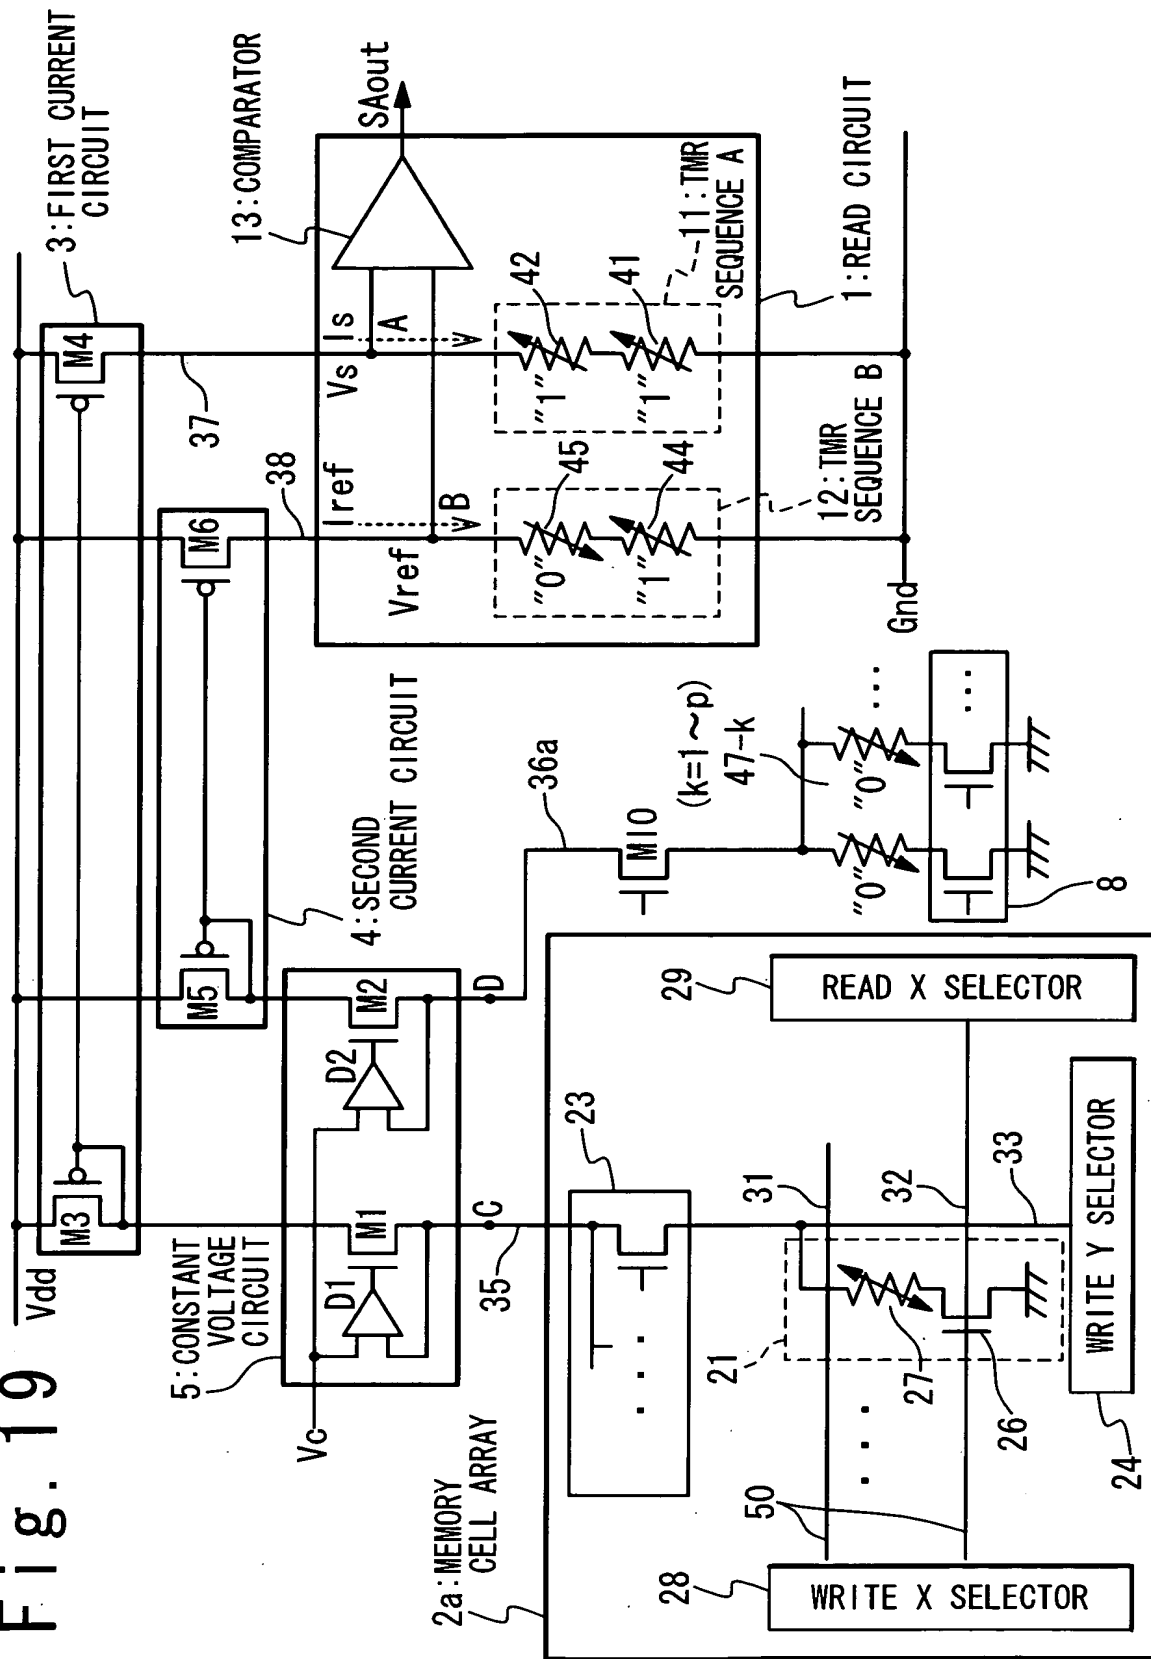 Fig. 19
Vdd
3:FIRST CURRENT
CIRCUIT
M3
M4
M5
M6
4:SECOND
CURRENT CIRCUIT
5:CONSTANT
VOLTAGE
CIRCUIT
Vc
D1
M1
D2
M2
C
D
35
36a
37
38
13:COMPARATOR
SAout
Vs
Is
A
Iref
Vref
B
"1"
42
"1"
41
"0"
45
"1"
44
11:TMR
SEQUENCE A
12:TMR
SEQUENCE B
1:READ CIRCUIT
Gnd
M10
(k=1~p)
47-k
"0"
"0"
...
...
8
2a:MEMORY
CELL ARRAY
23
...
21
27
26
31
32
33
50
...
28
WRITE X SELECTOR
29
READ X SELECTOR
24
WRITE Y SELECTOR